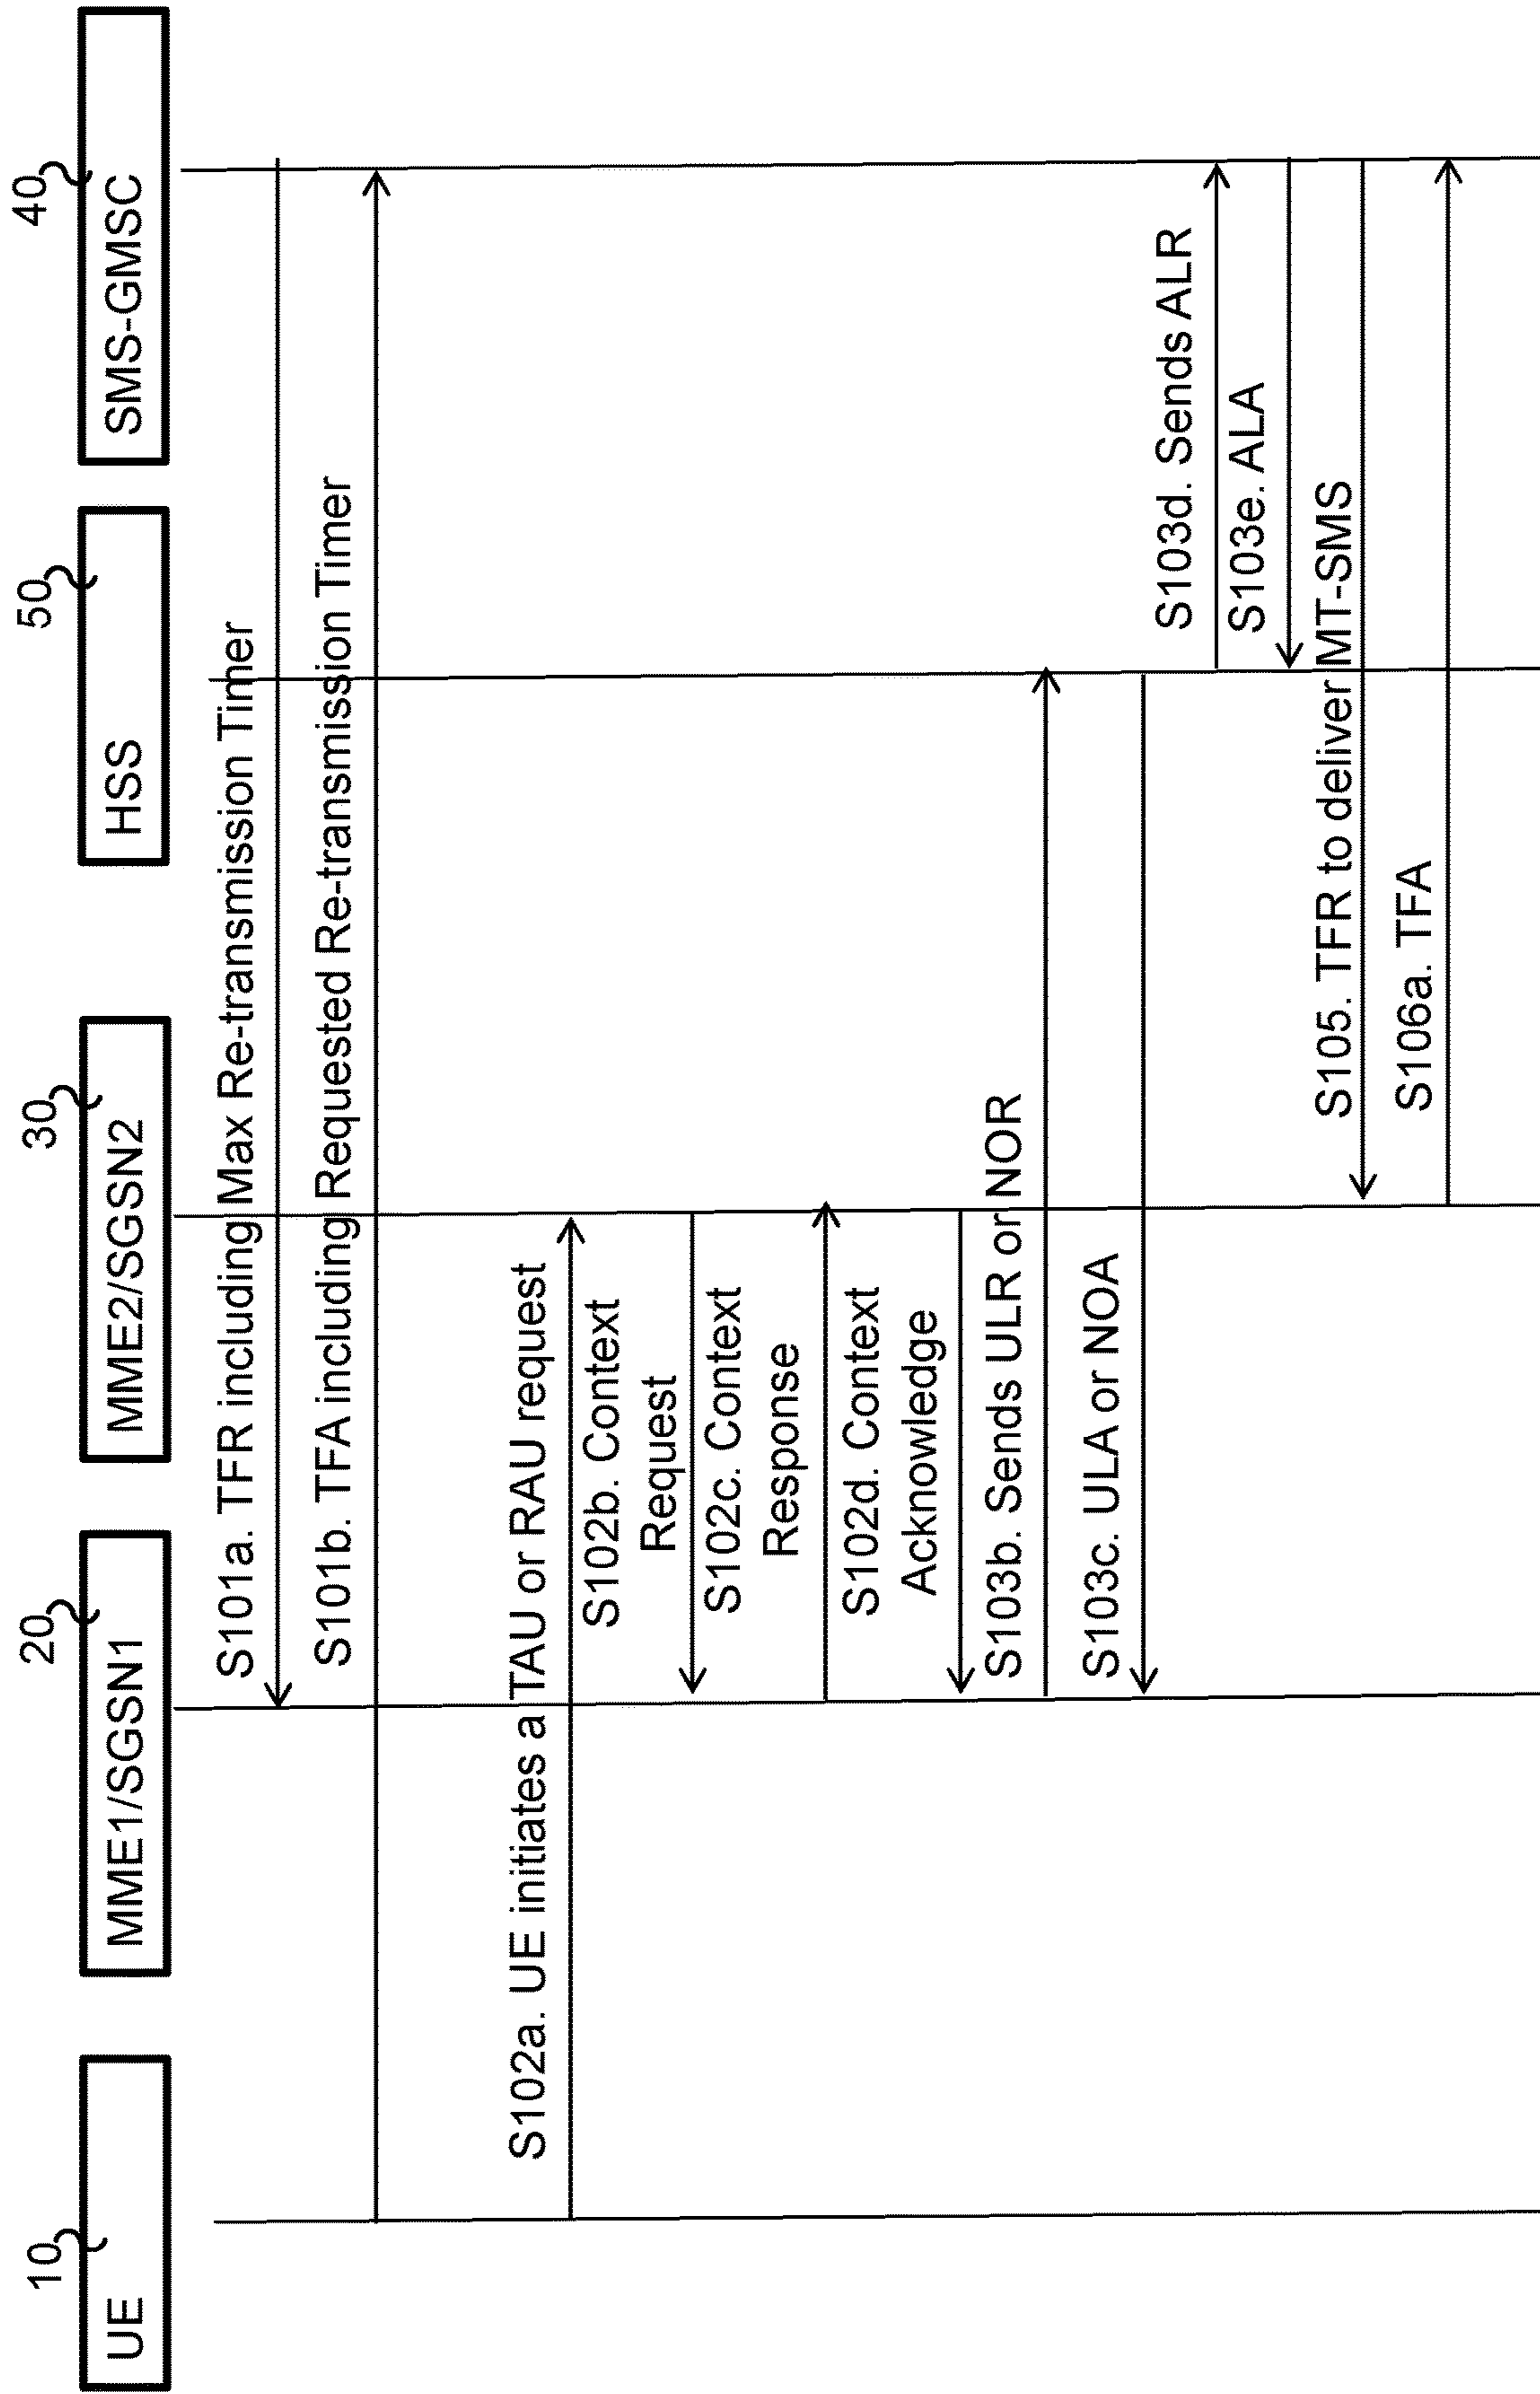 10
20
30
50
40
UE
MME1/SGSN1
MME2/SGSN2
HSS
SMS-GMSC
S101a. TFR including Max Re-transmission Timer
S101b. TFA including Requested Re-transmission Timer
S102a. UE initiates a TAU or RAU request
S102b. Context
Request
S102c. Context
Response
S102d. Context
Acknowledge
S103b. Sends ULR or NOR
S103c. ULA or NOA
S103d. Sends ALR
S103e. ALA
S105. TFR to deliver MT-SMS
S106a. TFA